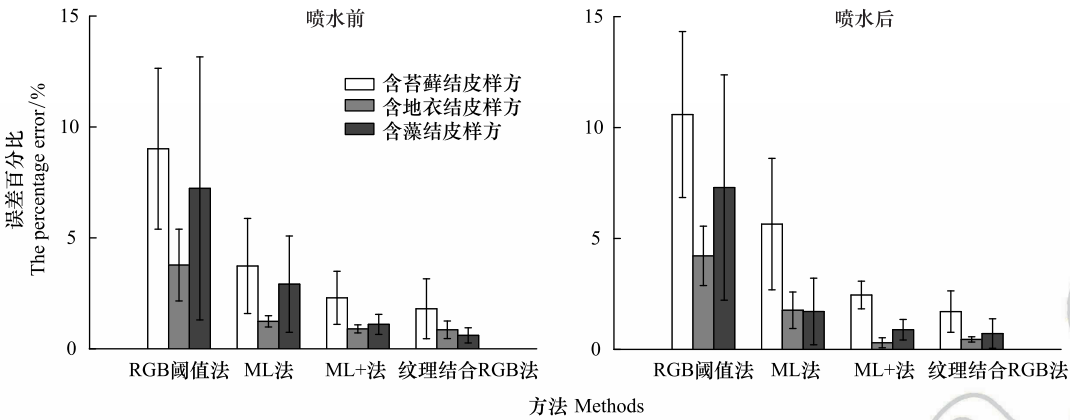 喷水前
喷水后
误差百分比
The percentage error/%
15
10
5
0
含苔藓结皮样方
含地衣结皮样方
含藻结皮样方
RGB阈值法 ML法 ML+法 纹理结合RGB法
15
10
5
0
RGB阈值法 ML法 ML+法 纹理结合RGB法
方法 Methods